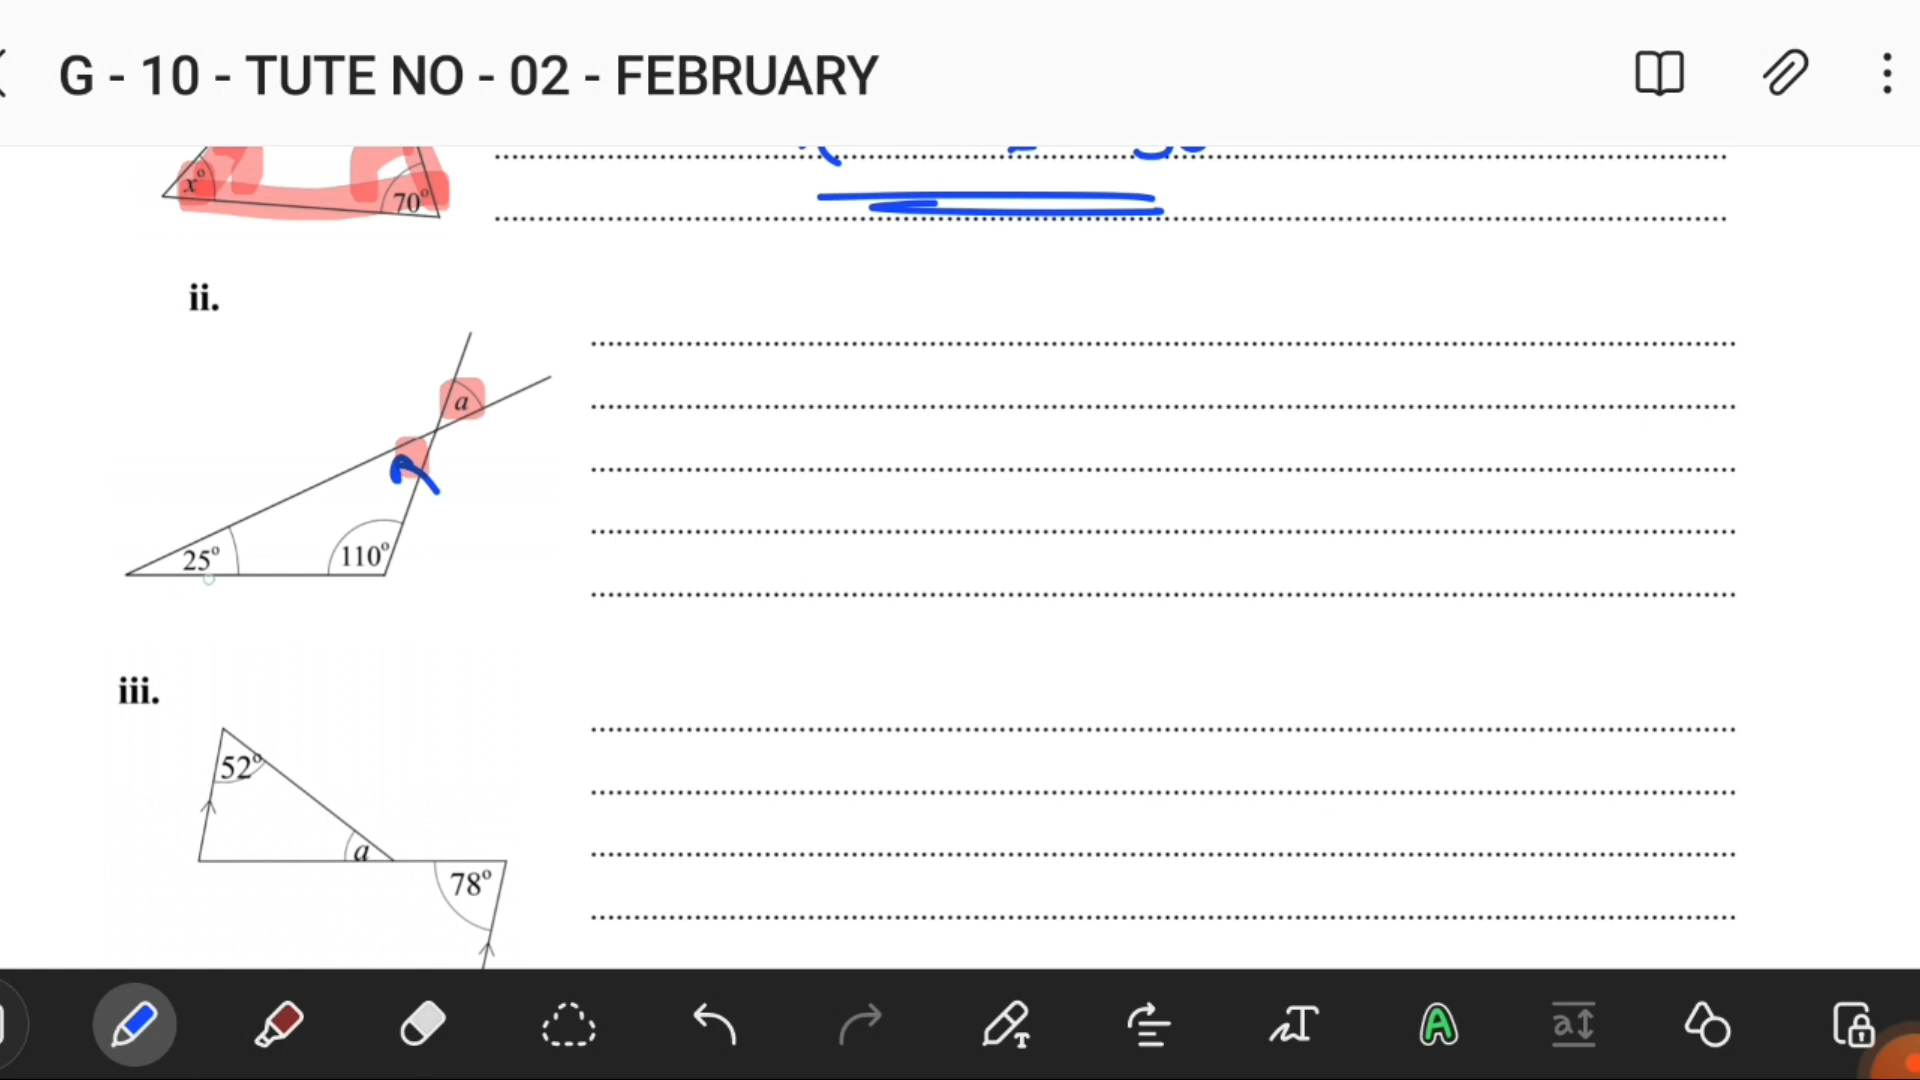 G - 10 - TUTE NO - 02 - FEBRUARY
x°
70°
ii.
a
25°
110°
iii.
52°
a
78°